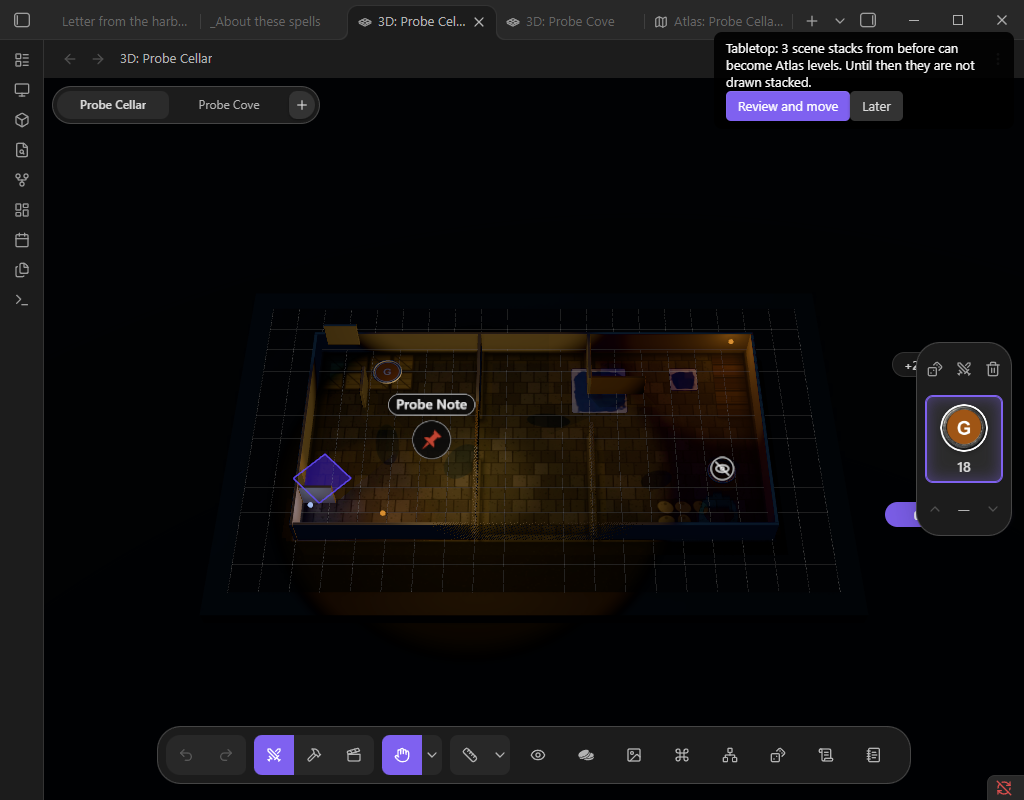 Letter from the harb...
_About these spells
3D: Probe Cel...
3D: Probe Cove
Atlas: Probe Cella...
3D: Probe Cellar
Tabletop: 3 scene stacks from before can
become Atlas levels. Until then they are not
drawn stacked.
Review and move
Later
Probe Cellar
Probe Cove
+2
G
Probe Note
G
18